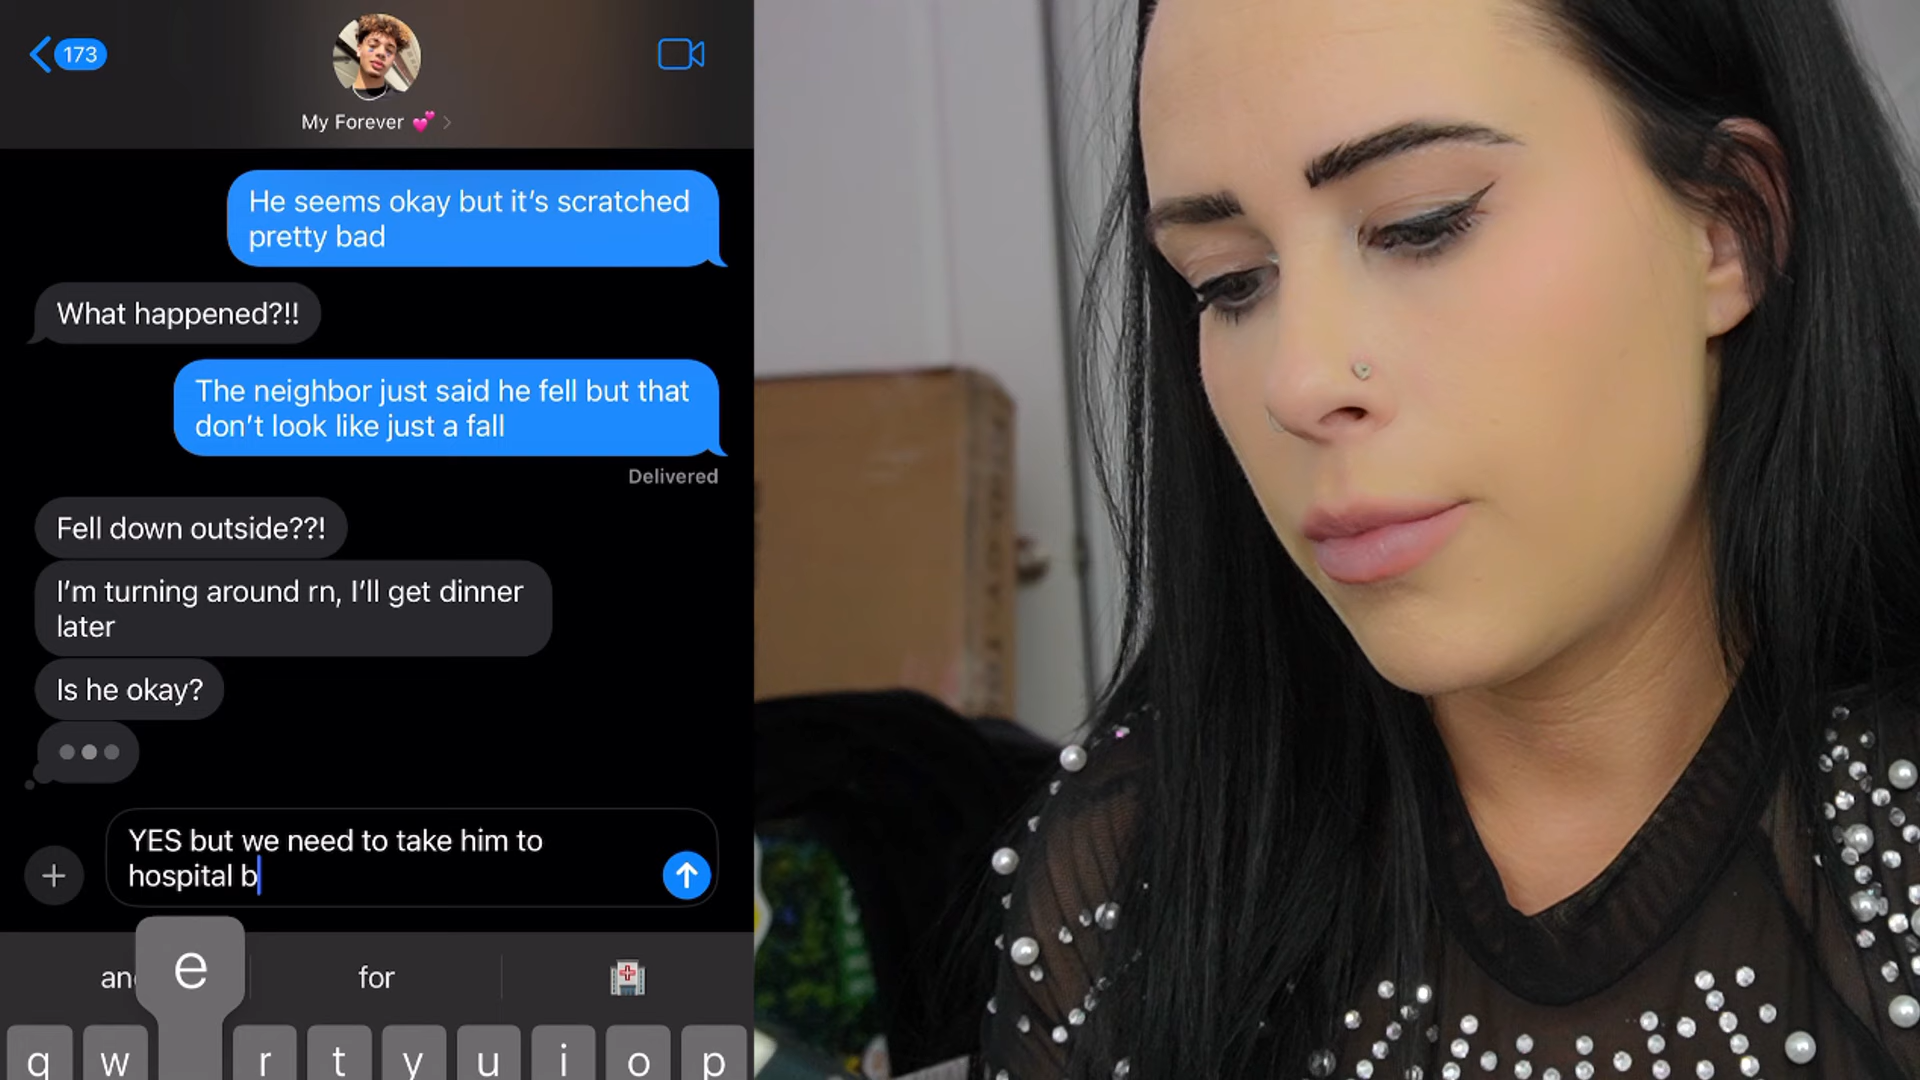 173
My Forever 💕 >
He seems okay but it’s scratched
pretty bad
What happened?!!
The neighbor just said he fell but that
don’t look like just a fall
Delivered
Fell down outside??!
I’m turning around rn, I’ll get dinner
later
Is he okay?
YES but we need to take him to
hospital b
an
e
for
🏥
q w r t y u i o p